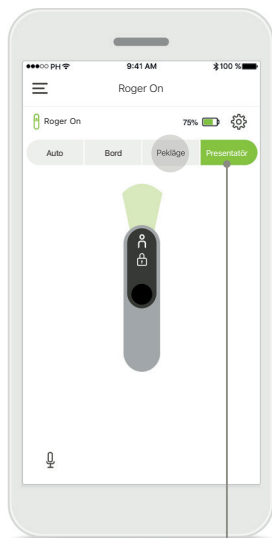 PH 9:41 AM 100 %
Roger On
Roger On 75%
Auto Bord Pekläge Presentatör